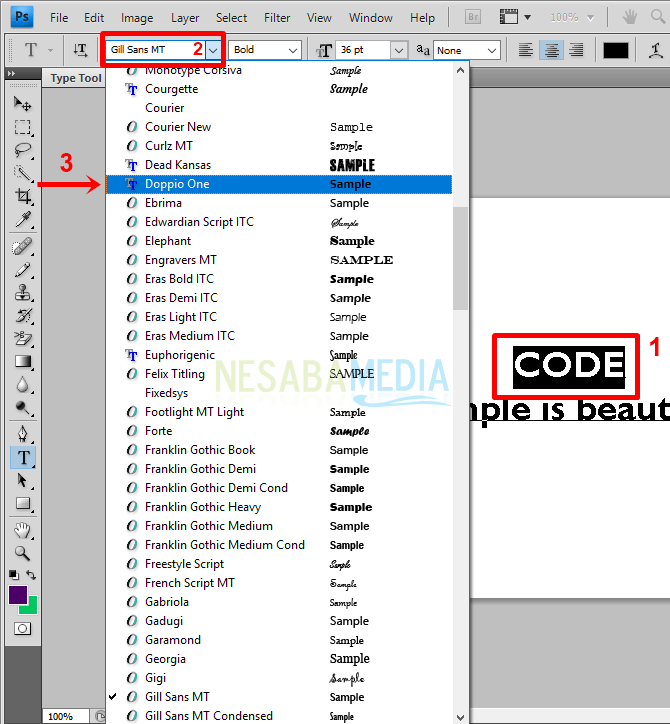 Ps File Edit Image Layer Select Filter View Window Help Br 100%
T T Gill Sans MT 2 Bold TT 36 pt aa None
Type Tool
Monotype Corsiva Sample
Courgette Sample
Courier
Courier New Sample
Curlz MT Sample
Dead Kansas SAMPLE
3
Doppio One Sample
Ebrima Sample
Edwardian Script ITC Sample
Elephant Sample
Engravers MT SAMPLE
Eras Bold ITC Sample
Eras Demi ITC Sample
Eras Light ITC Sample
Eras Medium ITC Sample
Euphorigenic Sample
Felix Titling SAMPLE
Fixedsys
Footlight MT Light Sample
Forte Sample
Franklin Gothic Book Sample
Franklin Gothic Demi Sample
Franklin Gothic Demi Cond Sample
Franklin Gothic Heavy Sample
Franklin Gothic Medium Sample
Franklin Gothic Medium Cond Sample
Freestyle Script Sample
French Script MT Sample
Gabriola Sample
Gadugi Sample
Garamond Sample
Georgia Sample
Gigi Sample
Gill Sans MT Sample
Gill Sans MT Condensed Sample
NESABAMEDIA
1
CODE
mple is beaut
T
100%